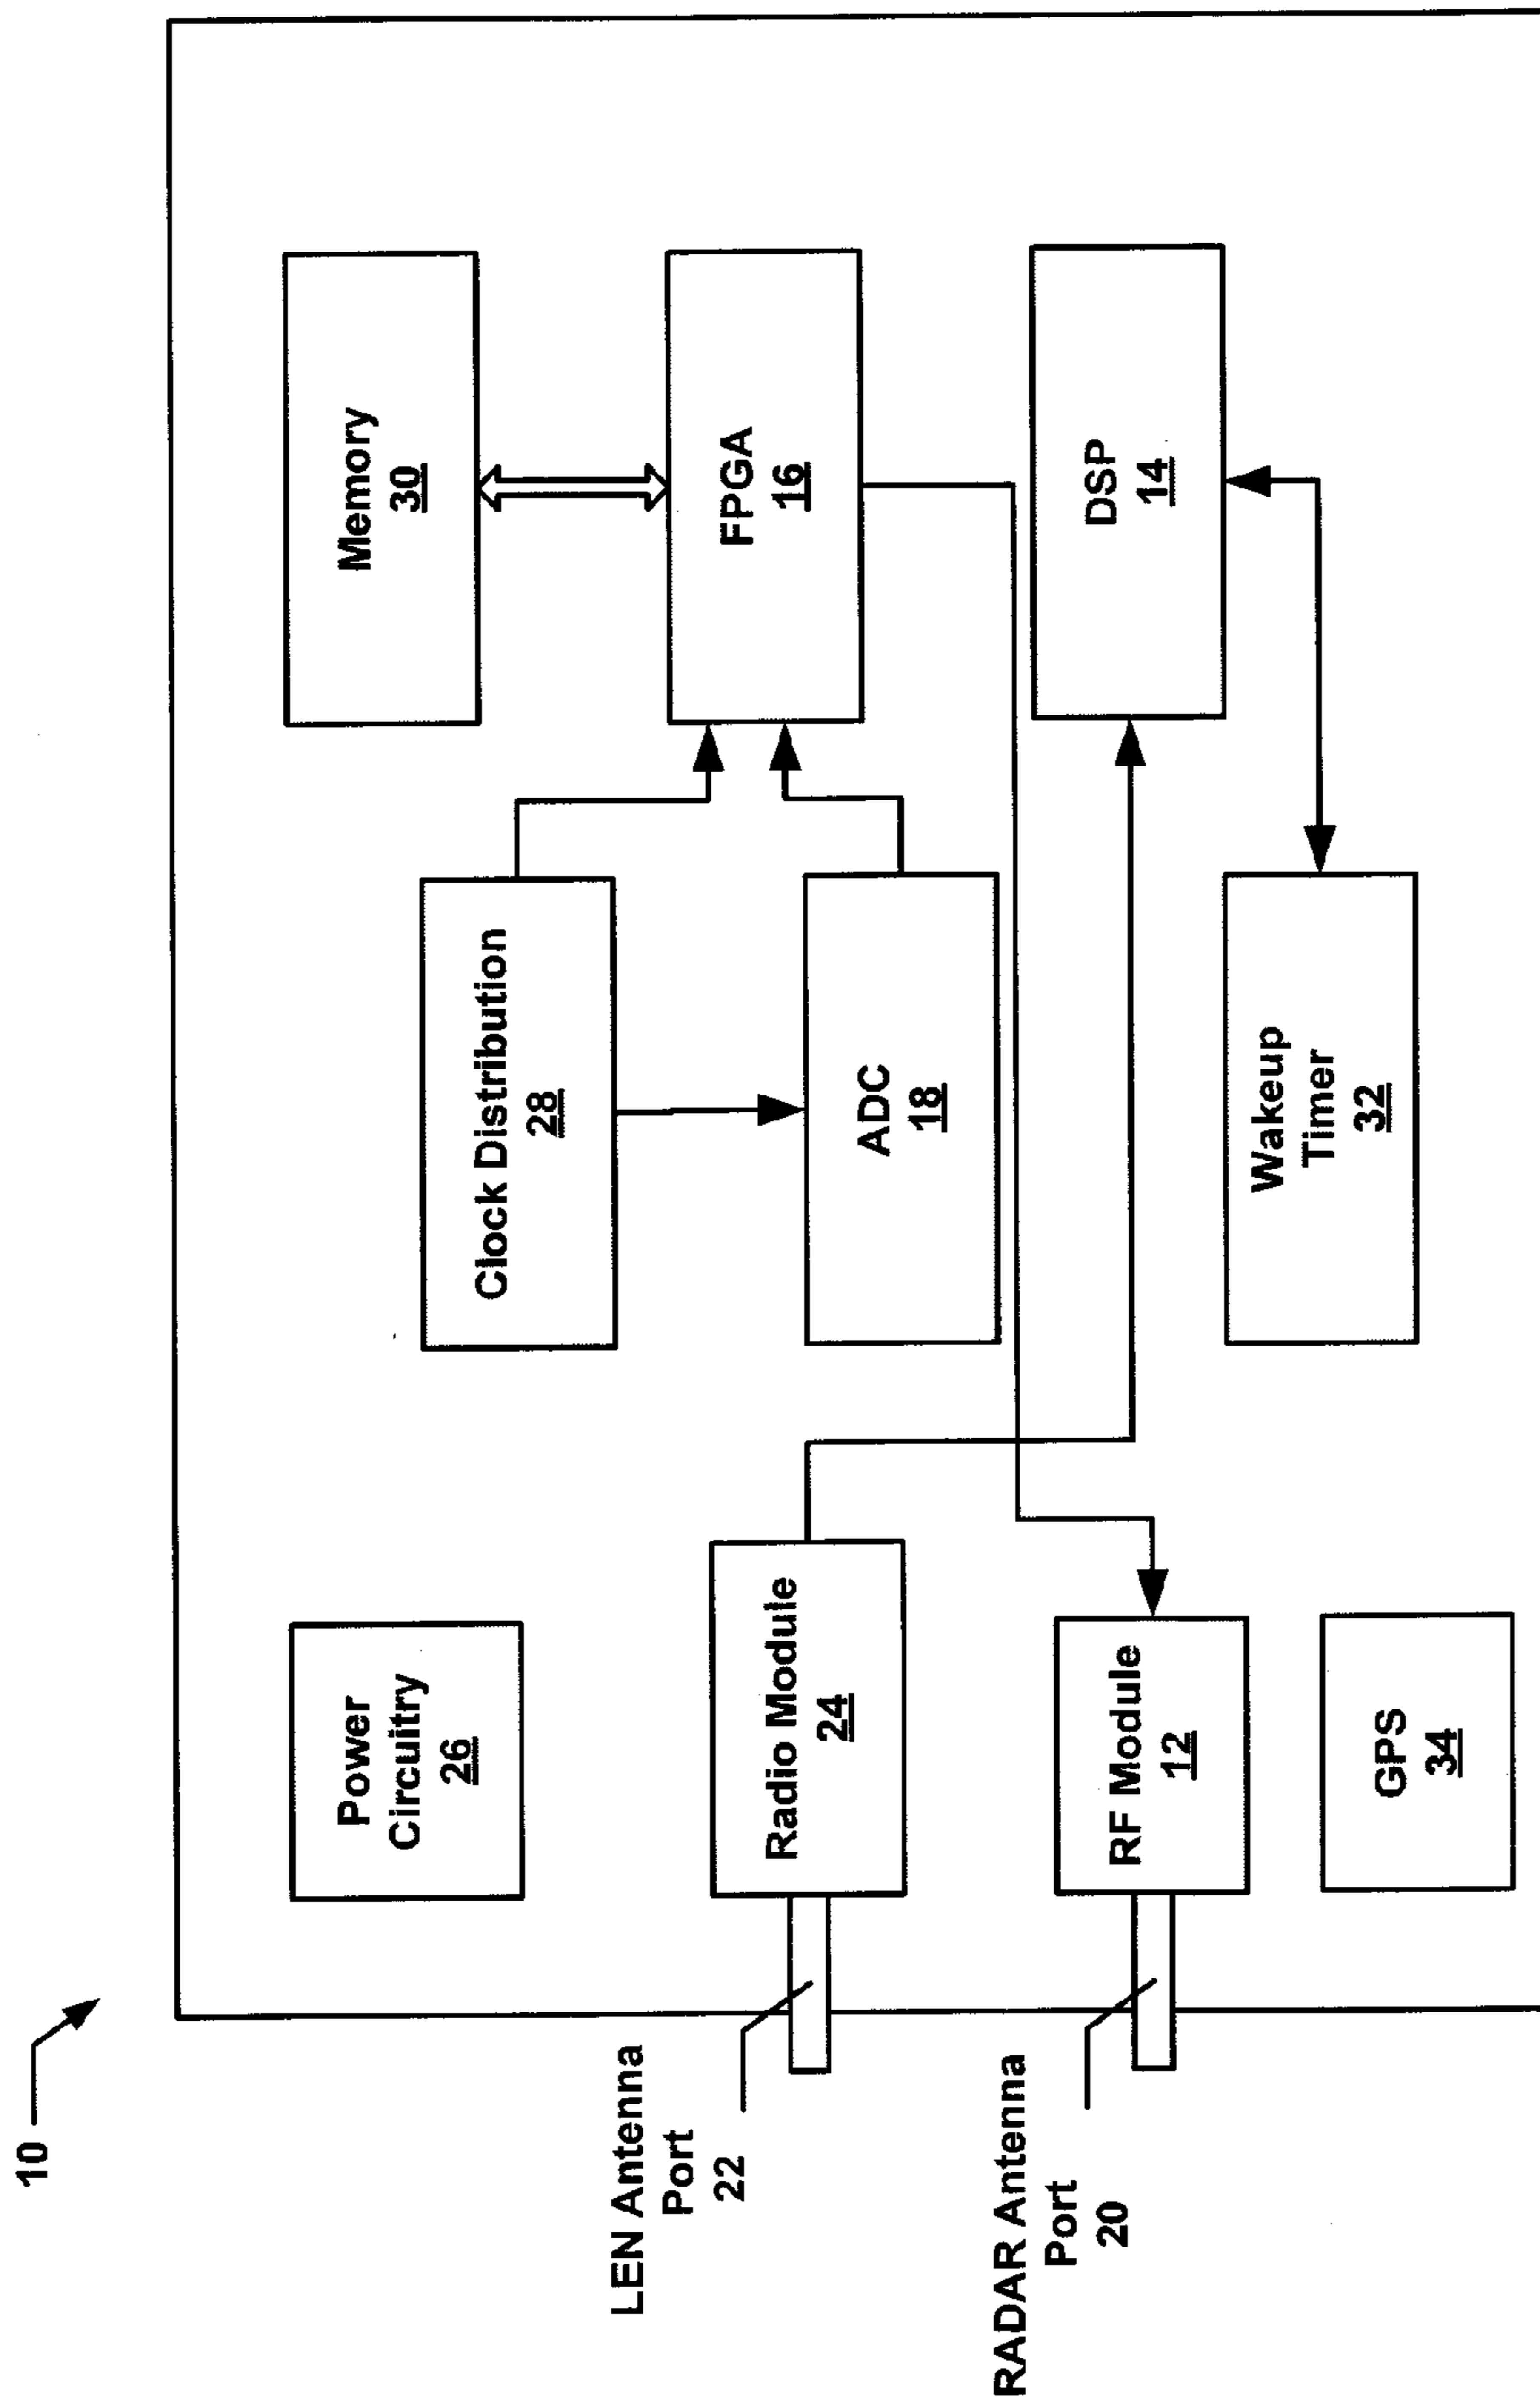 10
Power
Circuitry
26
Clock Distribution
28
Memory
30
LEN Antenna
Port
22
Radio Module
24
ADC
18
FPGA
16
RADAR Antenna
Port
20
RF Module
12
DSP
14
GPS
34
Wakeup
Timer
32